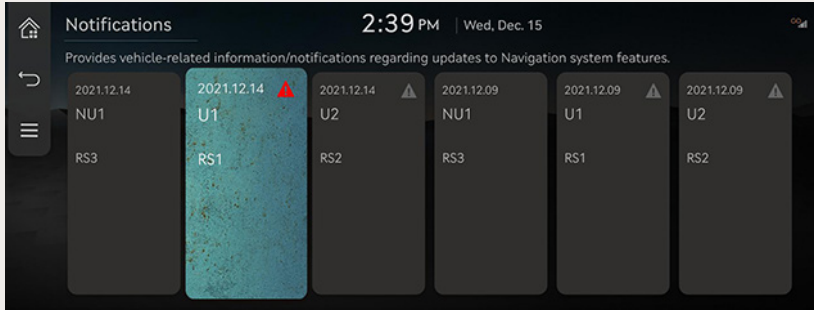 Notifications
2:39 PM
Wed, Dec. 15
Provides vehicle-related information/notifications regarding updates to Navigation system features.
2021.12.14
NU1
RS3
2021.12.14
U1
RS1
2021.12.14
U2
RS2
2021.12.09
NU1
RS3
2021.12.09
U1
RS1
2021.12.09
U2
RS2